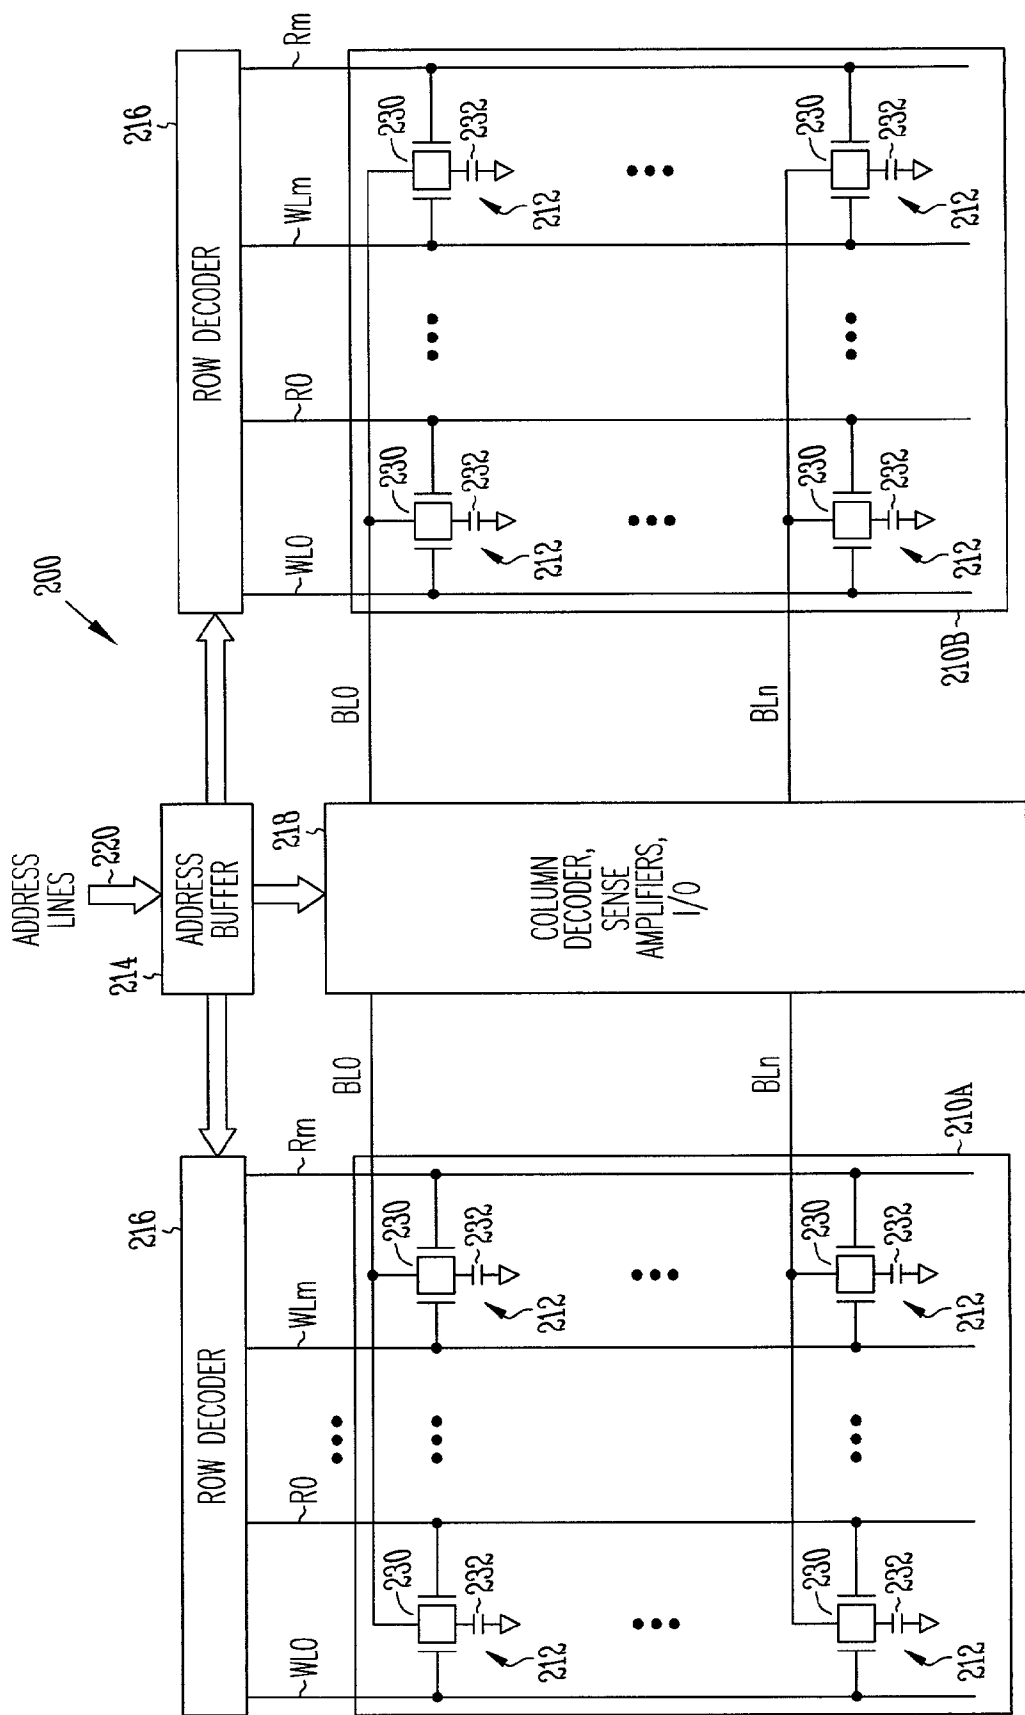 200
ADDRESS
LINES
220
ADDRESS
BUFFER
214
ROW DECODER
216
ROW DECODER
216
WL0
R0
WLm
Rm
WL0
R0
WLm
Rm
218
COLUMN
DECODER,
SENSE
AMPLIFIERS,
I/O
BL0
BL0
BLn
BLn
230
232
212
230
232
212
230
232
212
230
232
212
230
232
212
230
232
212
230
232
212
230
232
212
210A
210B